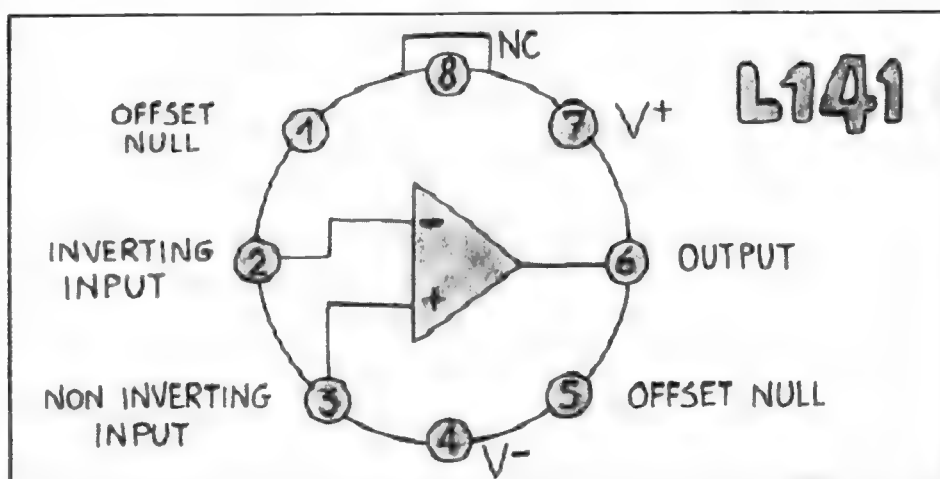 L141
8 NC
OFFSET
NULL
1
7 V+
INVERTING
INPUT
2
-
+
6 OUTPUT
NON INVERTING
INPUT
3
5 OFFSET NULL
4 V-